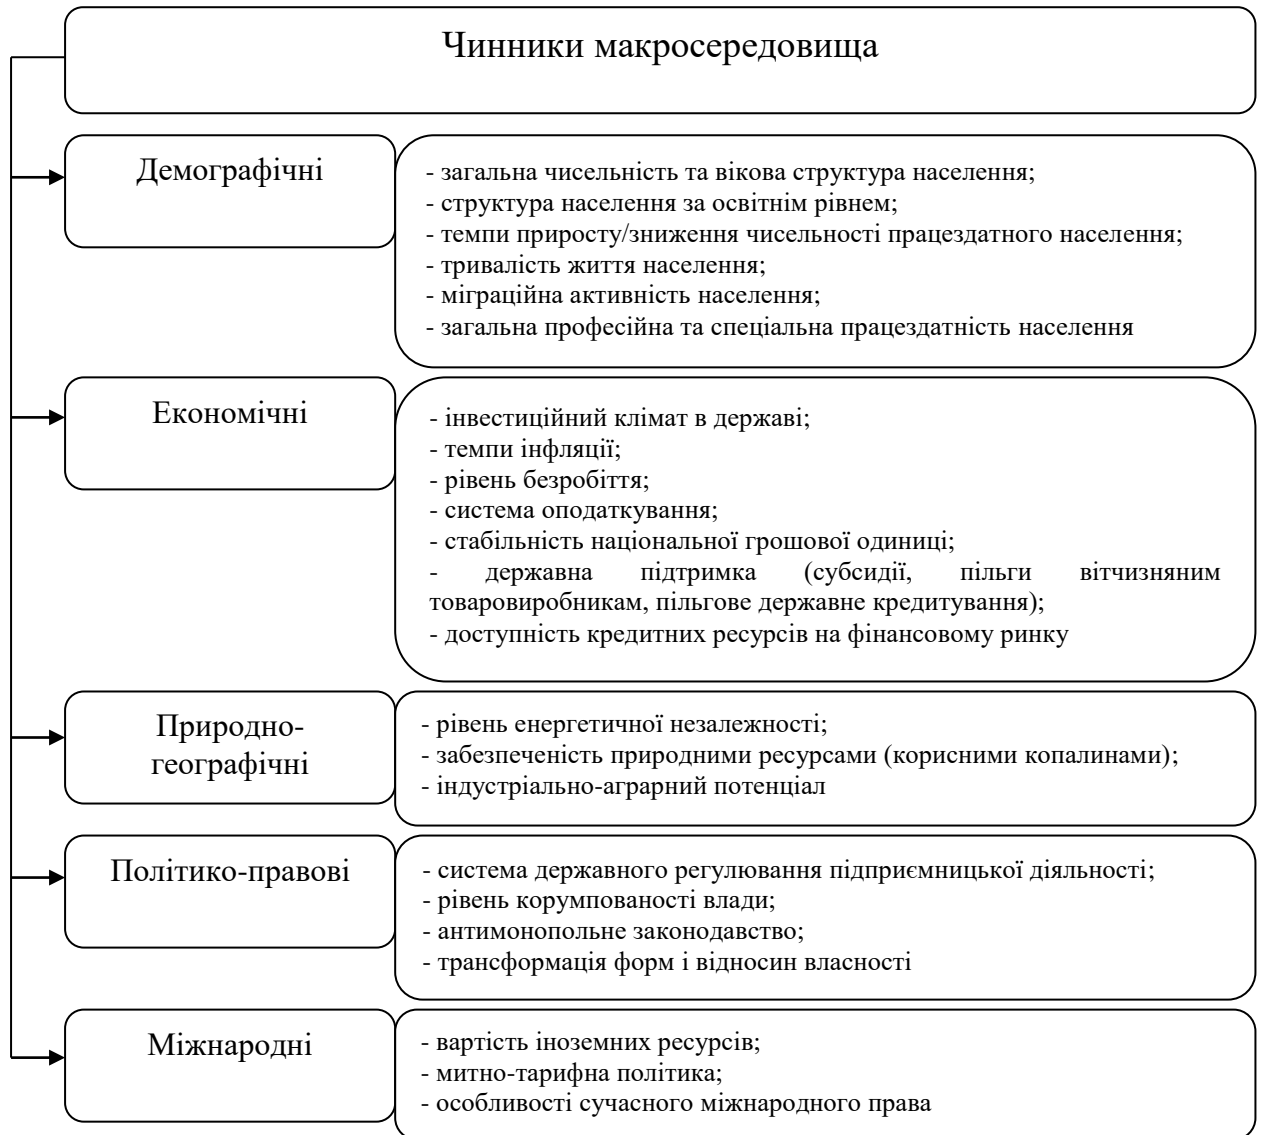 Чинники макросередовища
Демографічні
- загальна чисельність та вікова структура населення;
- структура населення за освітнім рівнем;
- темпи приросту/зниження чисельності працездатного населення;
- тривалість життя населення;
- міграційна активність населення;
- загальна професійна та спеціальна працездатність населення
Економічні
- інвестиційний клімат в державі;
- темпи інфляції;
- рівень безробіття;
- система оподаткування;
- стабільність національної грошової одиниці;
- державна підтримка (субсидії, пільги вітчизняним
товаровиробникам, пільгове державне кредитування);
- доступність кредитних ресурсів на фінансовому ринку
Природно-
географічні
- рівень енергетичної незалежності;
- забезпеченість природними ресурсами (корисними копалинами);
- індустріально-аграрний потенціал
Політико-правові
- система державного регулювання підприємницької діяльності;
- рівень корумпованості влади;
- антимонопольне законодавство;
- трансформація форм і відносин власності
Міжнародні
- вартість іноземних ресурсів;
- митно-тарифна політика;
- особливості сучасного міжнародного права